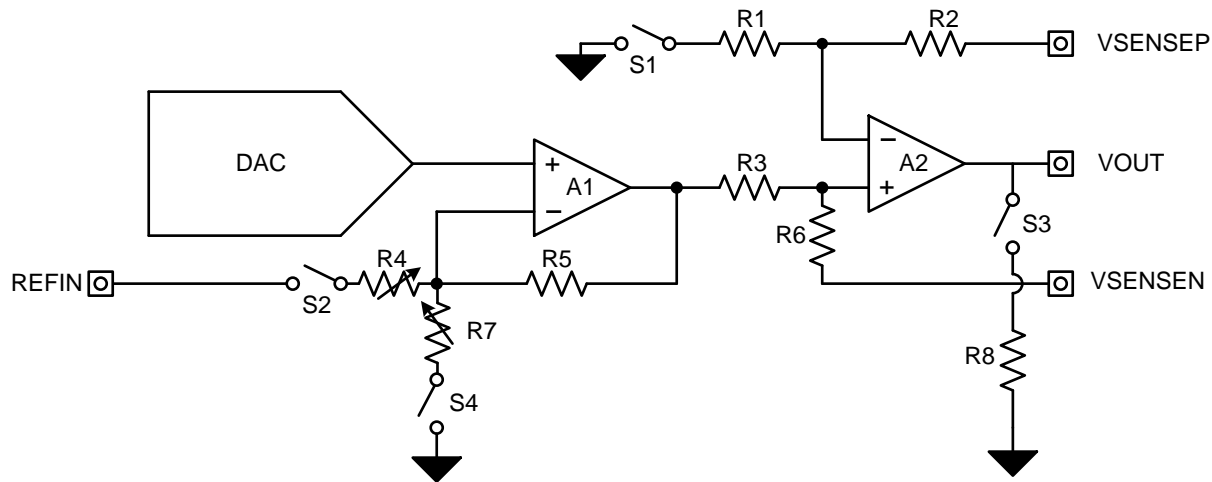 R1
R2
VSENSEP
S1
DAC
+
A1
−
R3
−
A2
+
VOUT
R6
S3
REFIN
S2
R4
R5
VSENSEN
R7
R8
S4